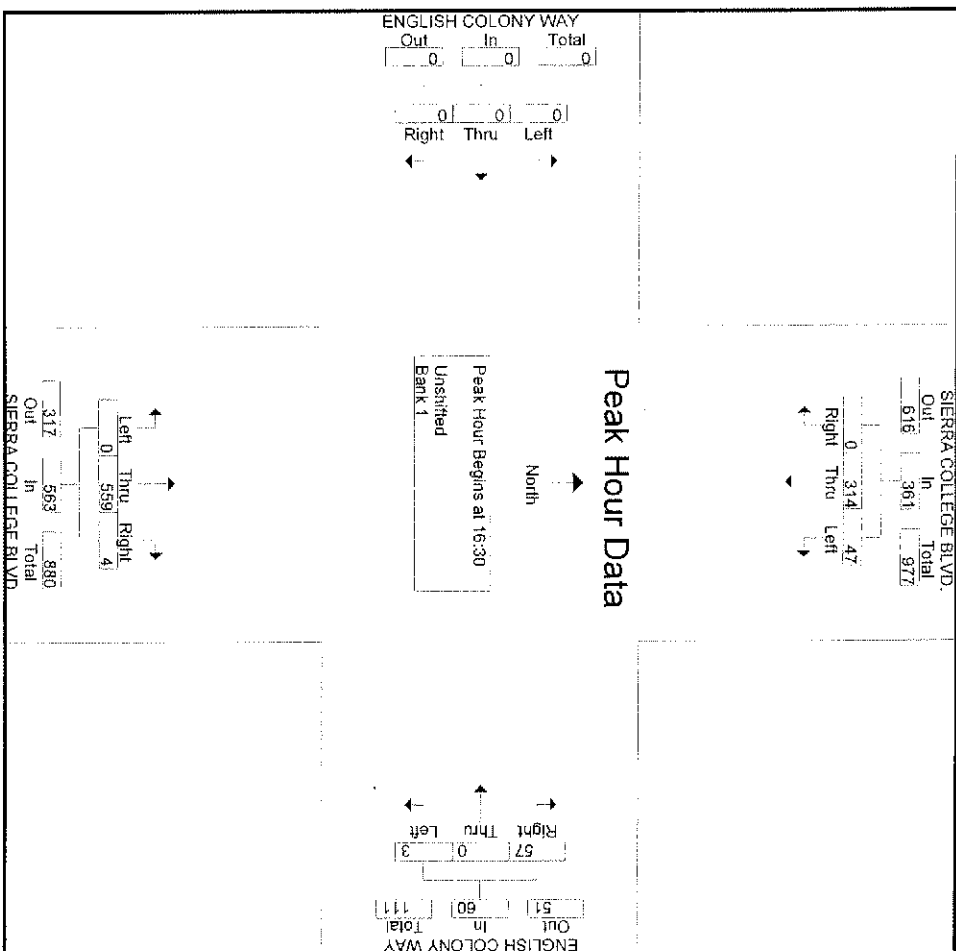 ENGLISH COLONY WAY
Out In Total
0 0 0
0 0 0
Right Thru Left
SIERRA COLLEGE BLVD.
Out In Total
616 361 977
0 314 47
Right Thru Left
Peak Hour Data
North
Peak Hour Begins at 16:30
Unshifted
Bank 1
Left Thru Right
0 559 4
317 563 880
Out In Total
SIERRA COLLEGE BLVD.
Right Thru Left
57 0 3
51 60 111
Out In Total
ENGLISH COLONY WAY